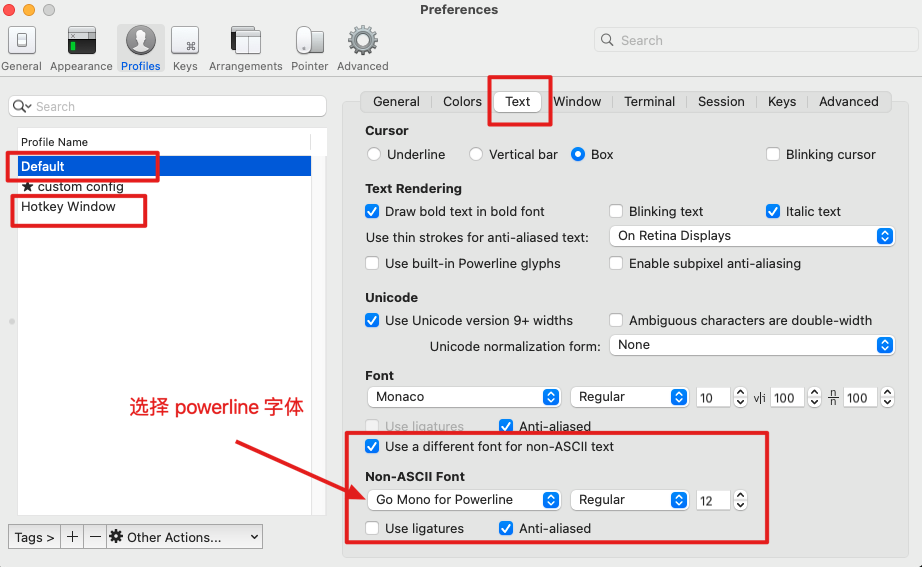 Preferences
General Appearance Profiles Keys Arrangements Pointer Advanced
Search
Search
Profile Name
Default
★ custom config
Hotkey Window
Tags > + − Other Actions...
General Colors Text Window Terminal Session Keys Advanced
Cursor
Underline Vertical bar Box Blinking cursor
Text Rendering
Draw bold text in bold font Blinking text Italic text
Use thin strokes for anti-aliased text: On Retina Displays
Use built-in Powerline glyphs Enable subpixel anti-aliasing
Unicode
Use Unicode version 9+ widths Ambiguous characters are double-width
Unicode normalization form: None
Font
Monaco Regular 10 v|i 100 n/n 100
Use ligatures Anti-aliased
Use a different font for non-ASCII text
Non-ASCII Font
Go Mono for Powerline Regular 12
Use ligatures Anti-aliased
选择 powerline 字体